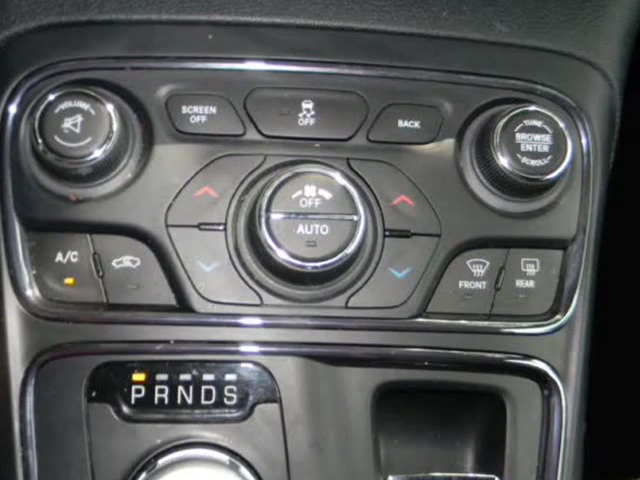 VOLUME
SCREEN
OFF
OFF
BACK
TUNE
BROWSE
ENTER
SCROLL
OFF
AUTO
A/C
FRONT
REAR
PRNDS